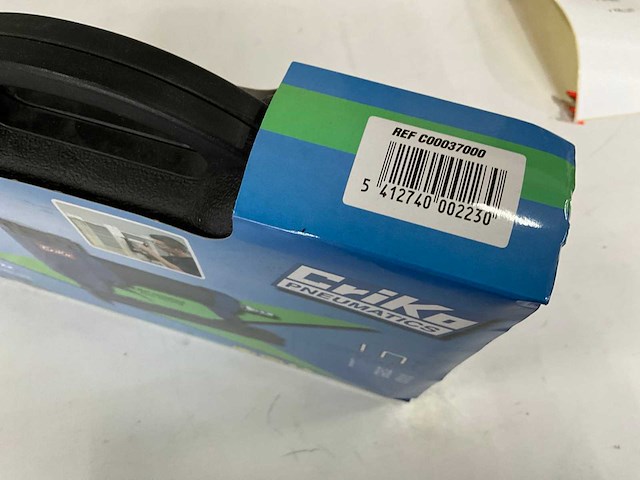 REF C00037000
5 412740 002230
Criko
PNEUMATICS